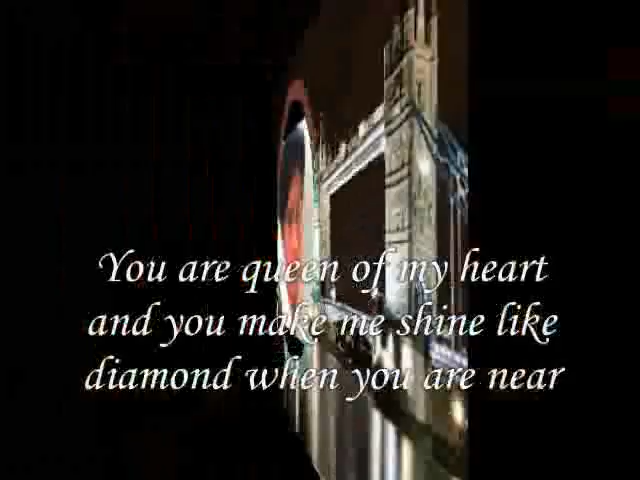 You are queen of my heart
and you make me shine like
diamond when you are near